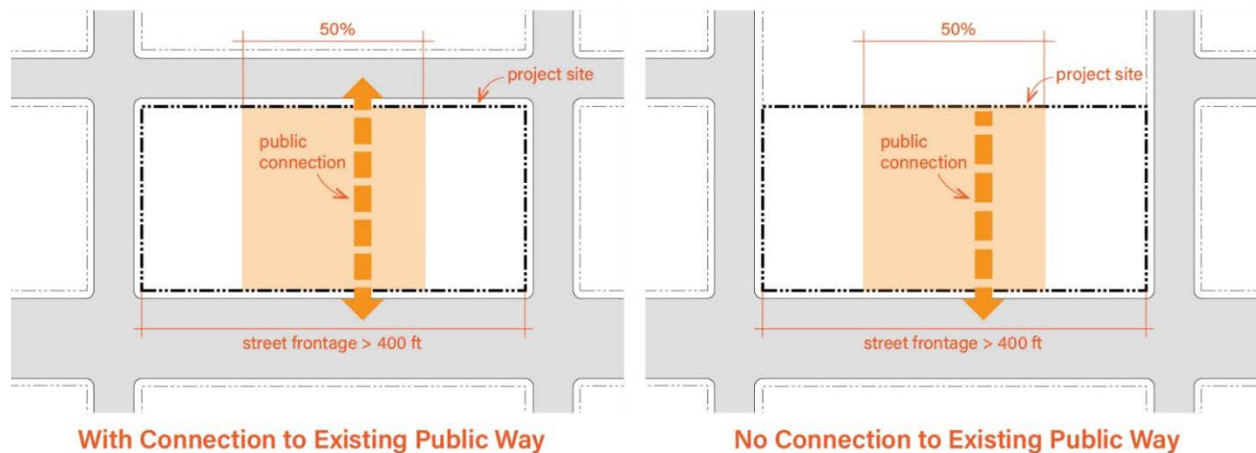 50%
project site
public
connection
street frontage > 400 ft
With Connection to Existing Public Way
50%
project site
public
connection
street frontage > 400 ft
No Connection to Existing Public Way